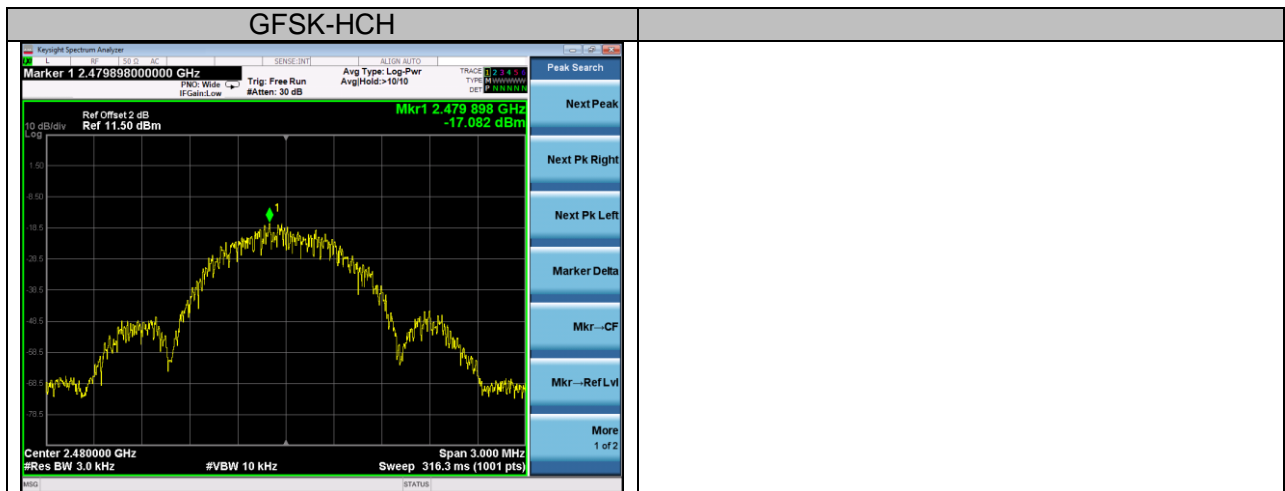 GFSK-HCH
Keysight Spectrum Analyzer
L RF 50 Ω AC SENSE:INT ALIGN AUTO
Marker 1 2.479898000000 GHz
PNO: Wide
IFGain:Low
Trig: Free Run
#Atten: 30 dB
Avg Type: Log-Pwr
Avg|Hold:>10/10
TRACE 1 2 3 4 5 6
TYPE M W W W W W
DET P N N N N N
Mkr1 2.479 898 GHz
-17.082 dBm
Ref Offset 2 dB
10 dB/div Ref 11.50 dBm
Log
1.50
-8.50
-18.5
-28.5
-38.5
-48.5
-58.5
-68.5
-78.5
1
Center 2.480000 GHz Span 3.000 MHz
#Res BW 3.0 kHz #VBW 10 kHz Sweep 316.3 ms (1001 pts)
MSG STATUS
Peak Search
Next Peak
Next Pk Right
Next Pk Left
Marker Delta
Mkr→CF
Mkr→Ref Lvl
More
1 of 2